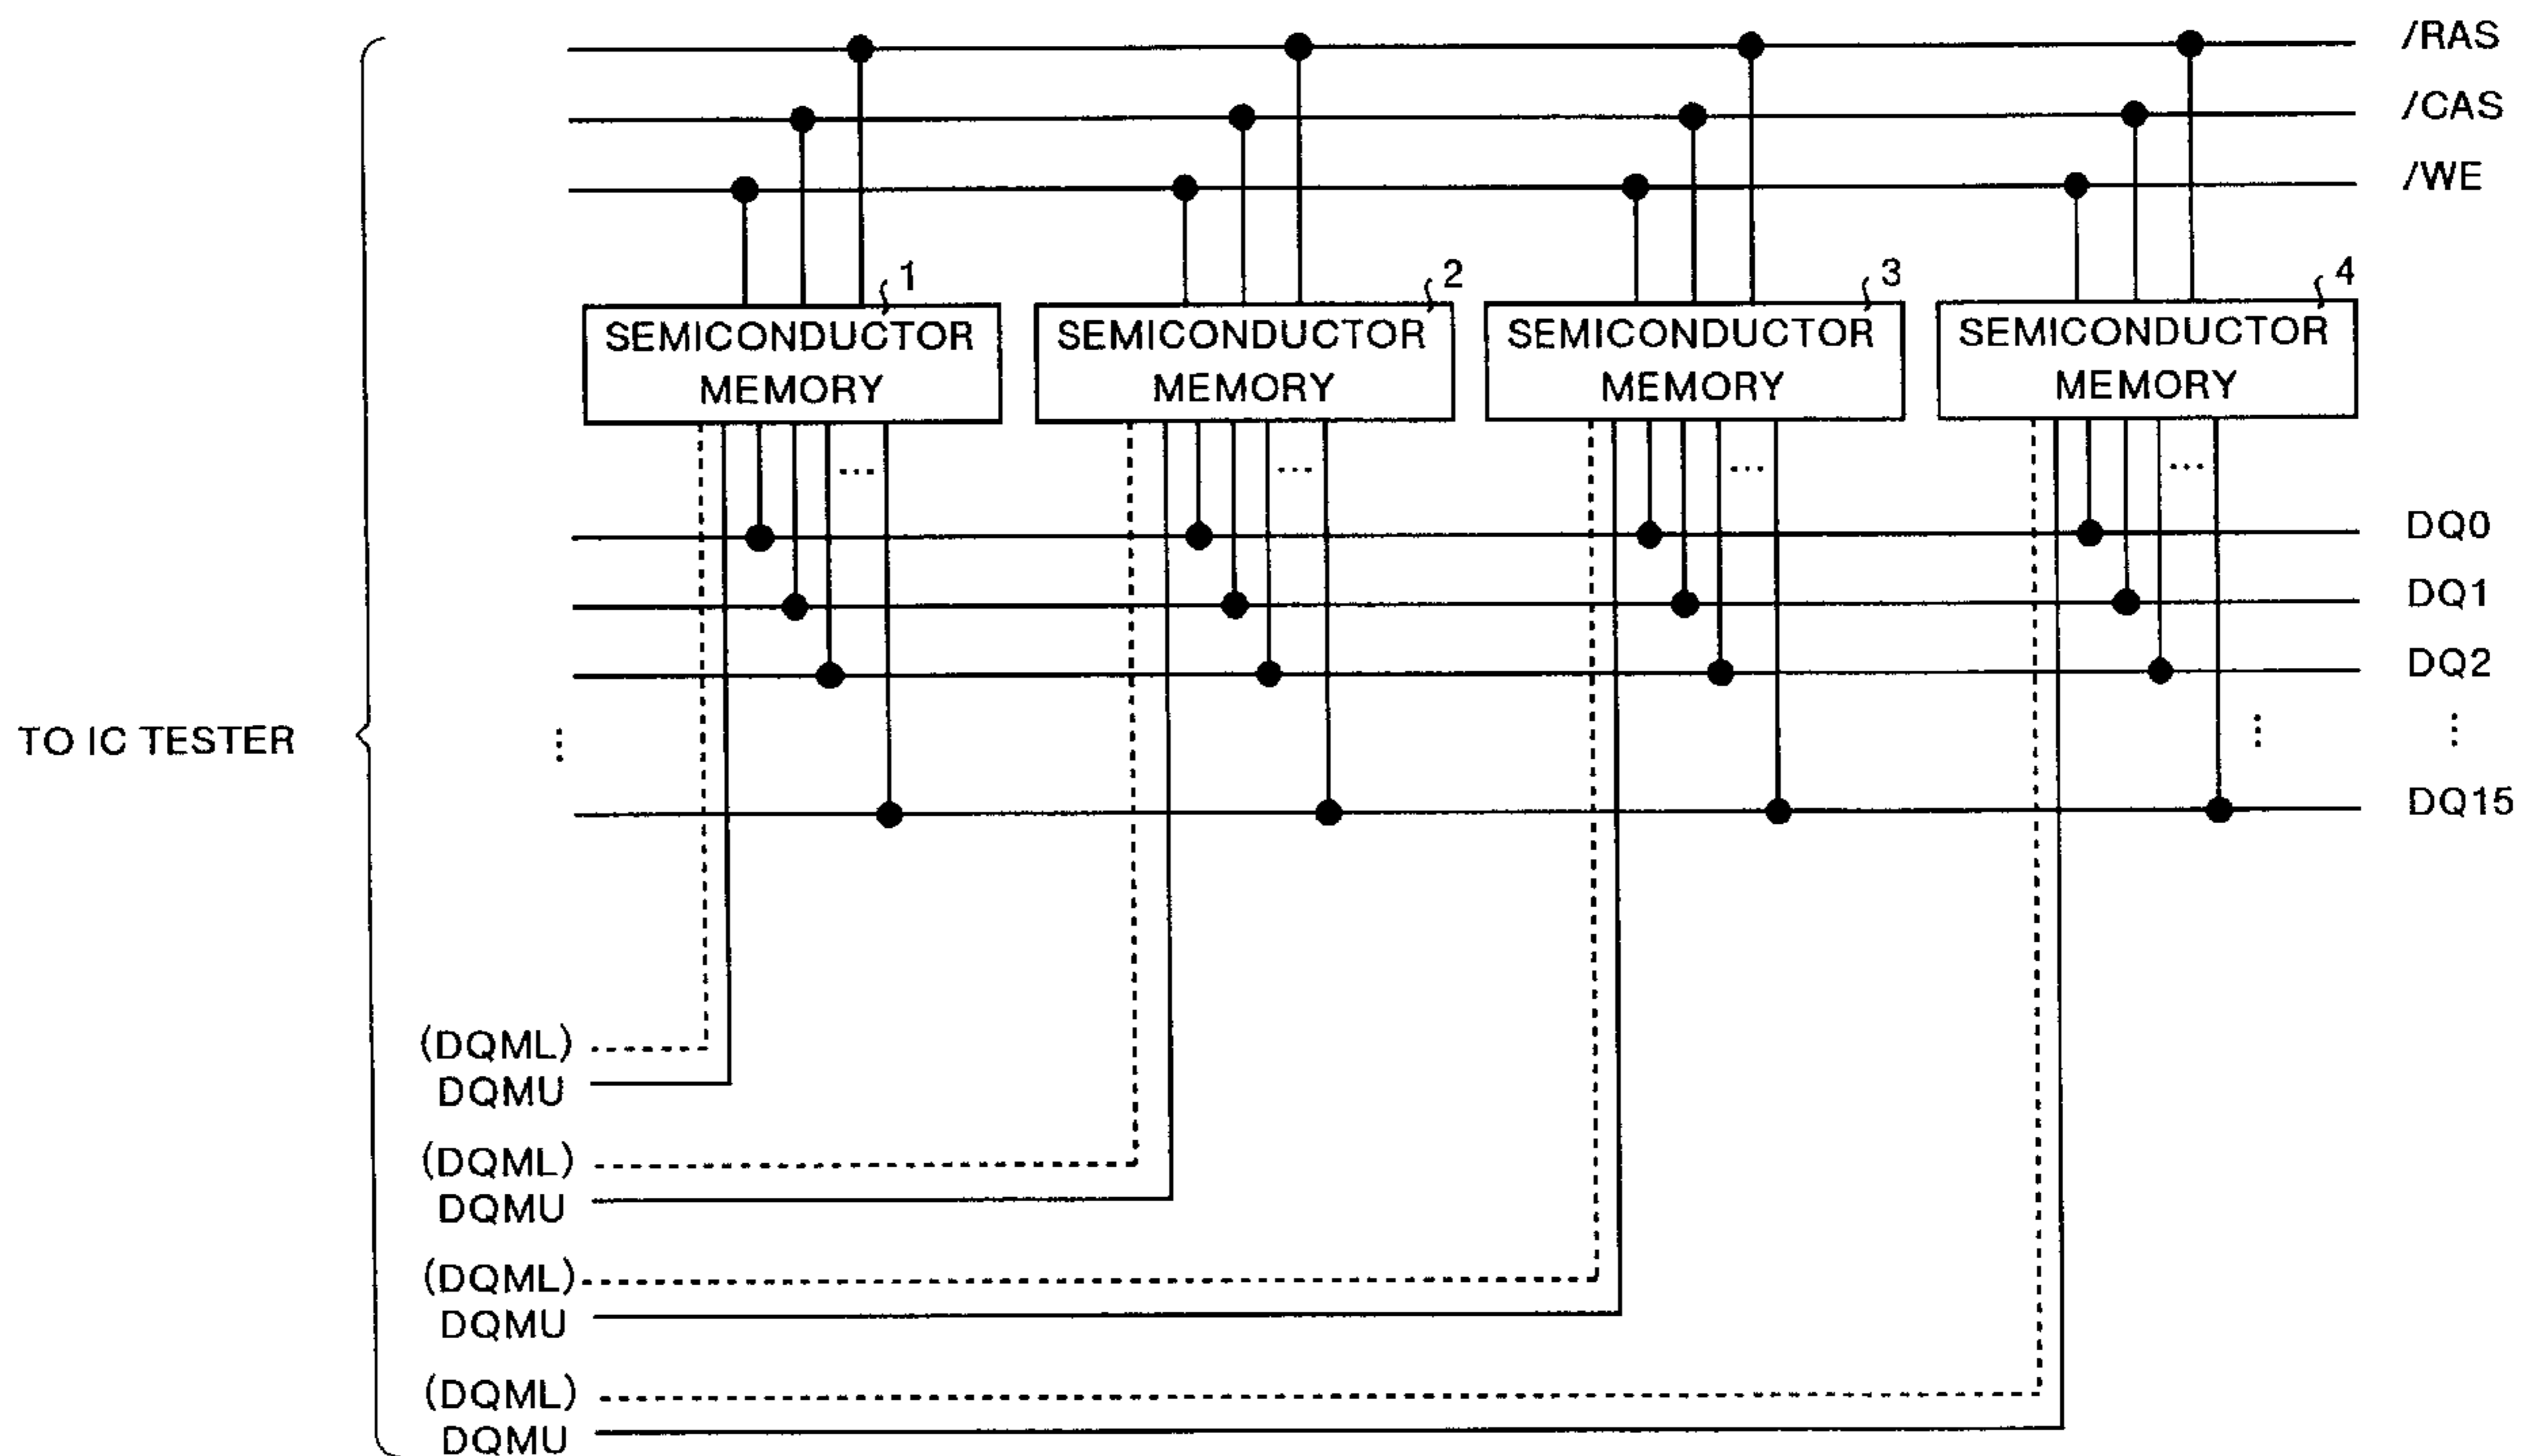 /RAS
/CAS
/WE
1
2
3
4
SEMICONDUCTOR
MEMORY
SEMICONDUCTOR
MEMORY
SEMICONDUCTOR
MEMORY
SEMICONDUCTOR
MEMORY
...
...
...
...
DQ0
DQ1
DQ2
TO IC TESTER
DQ15
(DQML)
DQMU
(DQML)
DQMU
(DQML)
DQMU
(DQML)
DQMU